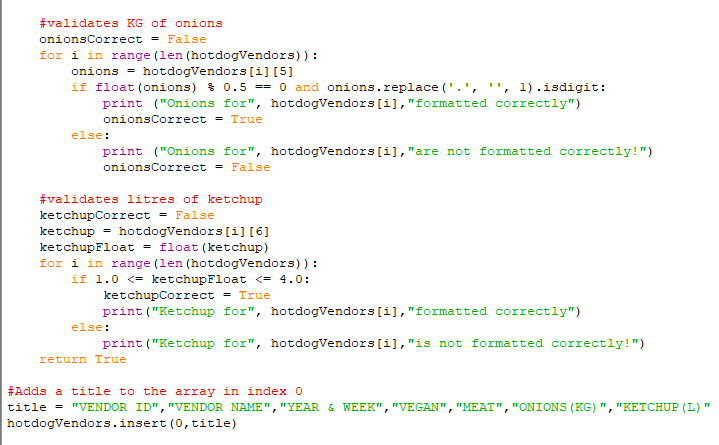 #validates KG of onions
onionsCorrect = False
for i in range(len(hotdogVendors)):
onions = hotdogVendors[i][5]
if float(onions) % 0.5 == 0 and onions.replace('.', '', 1).isdigit:
print ("Onions for", hotdogVendors[i],"formatted correctly")
onionsCorrect = True
else:
print ("Onions for", hotdogVendors[i],"are not formatted correctly!")
onionsCorrect = False
#validates litres of ketchup
ketchupCorrect = False
ketchup = hotdogVendors[i][6]
ketchupFloat = float(ketchup)
for i in range(len(hotdogVendors)):
if 1.0 <= ketchupFloat <= 4.0:
ketchupCorrect = True
print("Ketchup for", hotdogVendors[i],"formatted correctly")
else:
print("Ketchup for", hotdogVendors[i],"is not formatted correctly!")
return True
#Adds a title to the array in index 0
title = "VENDOR ID","VENDOR NAME","YEAR & WEEK","VEGAN","MEAT","ONIONS(KG)","KETCHUP(L)"
hotdogVendors.insert(0,title)